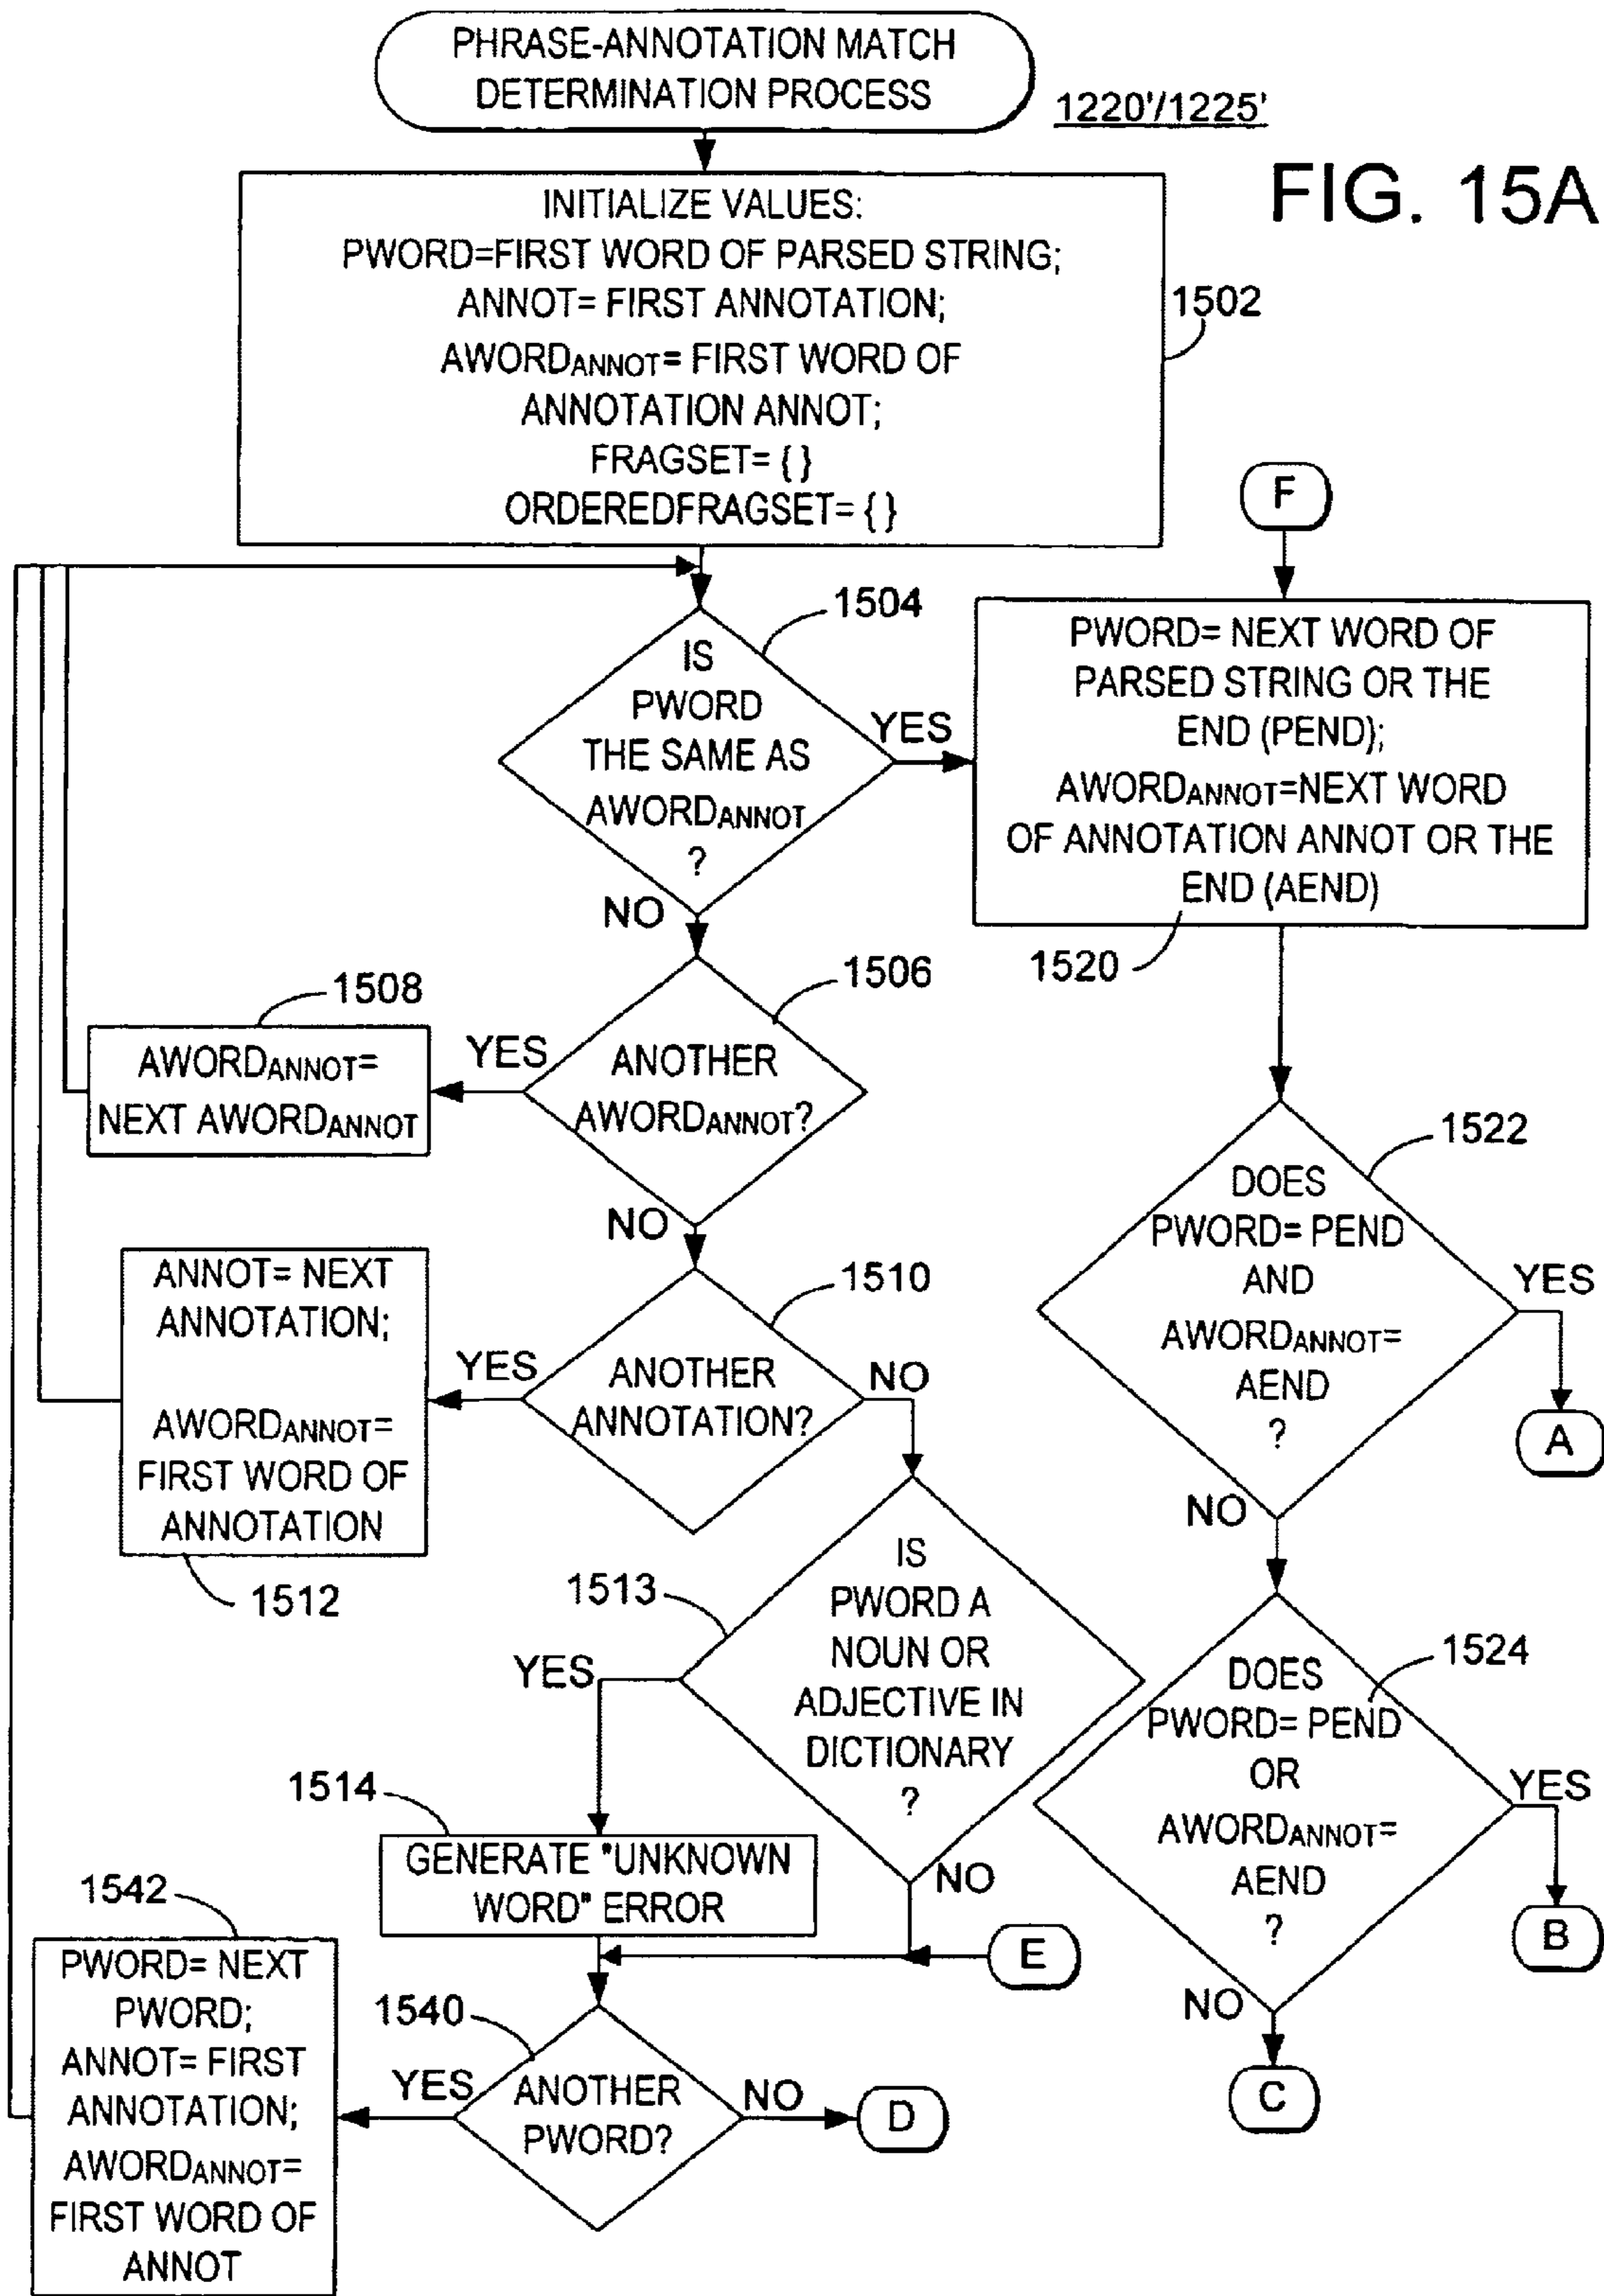 PHRASE-ANNOTATION MATCH
DETERMINATION PROCESS
1220'/1225'
FIG. 15A
INITIALIZE VALUES:
PWORD=FIRST WORD OF PARSED STRING;
ANNOT= FIRST ANNOTATION;
AWORDANNOT= FIRST WORD OF
ANNOTATION ANNOT;
FRAGSET= { }
ORDEREDFRAGSET= { }
1502
F
1504
IS
PWORD
THE SAME AS
AWORDANNOT
?
YES
NO
PWORD= NEXT WORD OF
PARSED STRING OR THE
END (PEND);
AWORDANNOT=NEXT WORD
OF ANNOTATION ANNOT OR THE
END (AEND)
1520
1506
ANOTHER
AWORDANNOT?
YES
NO
1508
AWORDANNOT=
NEXT AWORDANNOT
1522
DOES
PWORD= PEND
AND
AWORDANNOT=
AEND
?
YES
A
NO
1510
ANOTHER
ANNOTATION?
YES
NO
ANNOT= NEXT
ANNOTATION;
AWORDANNOT=
FIRST WORD OF
ANNOTATION
1512
1513
IS
PWORD A
NOUN OR
ADJECTIVE IN
DICTIONARY
?
YES
NO
1524
DOES
PWORD= PEND
OR
AWORDANNOT=
AEND
?
YES
B
NO
C
1514
GENERATE "UNKNOWN
WORD" ERROR
E
1540
ANOTHER
PWORD?
YES
NO
D
1542
PWORD= NEXT
PWORD;
ANNOT= FIRST
ANNOTATION;
AWORDANNOT=
FIRST WORD OF
ANNOT